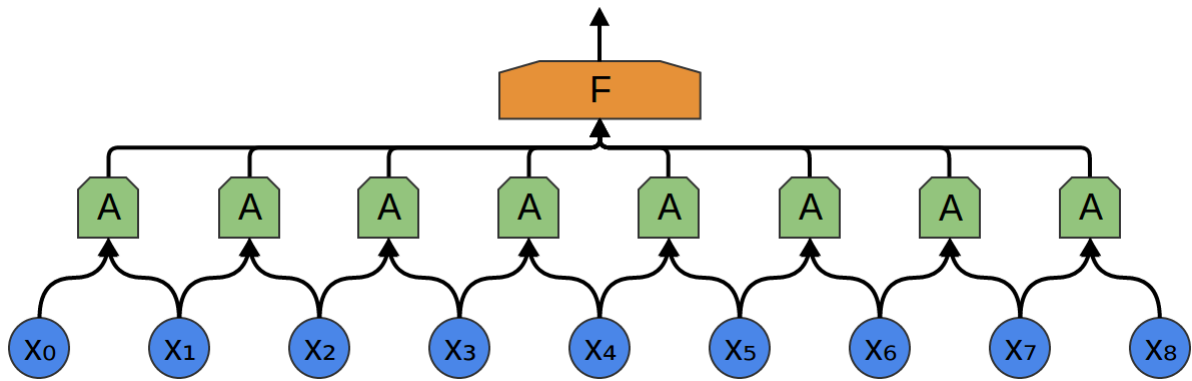 F
A A A A A A A A
x₀ x₁ x₂ x₃ x₄ x₅ x₆ x₇ x₈